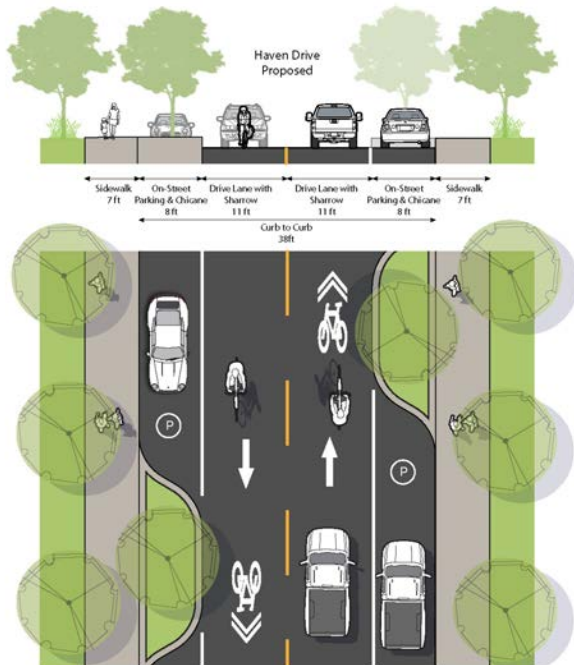 Haven Drive
Proposed
Sidewalk
7 ft
On-Street
Parking & Chicane
8 ft
Drive Lane with
Sharrow
11 ft
Drive Lane with
Sharrow
11 ft
On-Street
Parking & Chicane
8 ft
Sidewalk
7 ft
Curb to Curb
38ft
P
P